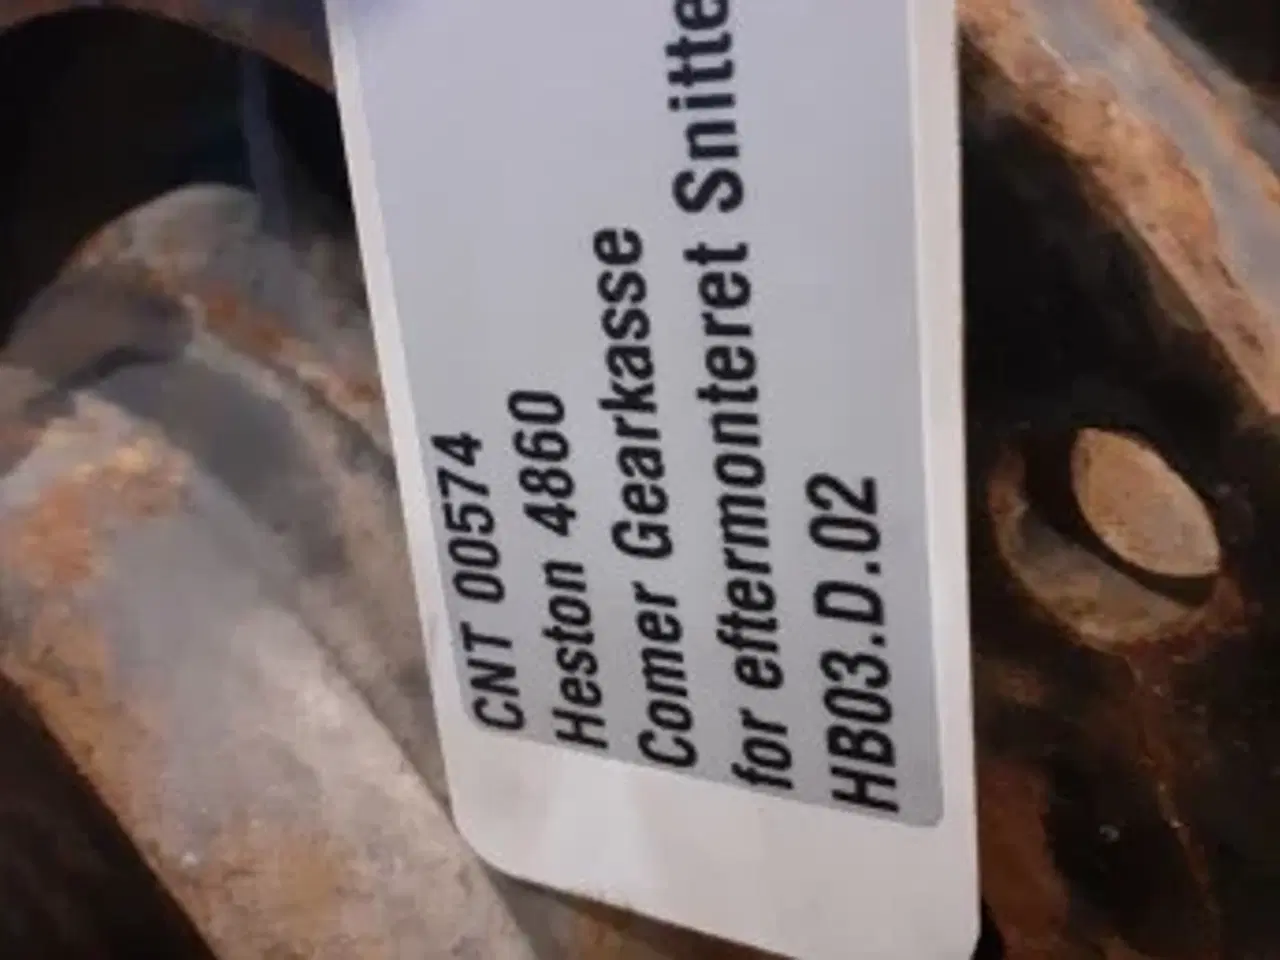 CNT 00574
Heston 4860
Comer Gearkasse
for eftermonteret Snitte
HB03.D.02